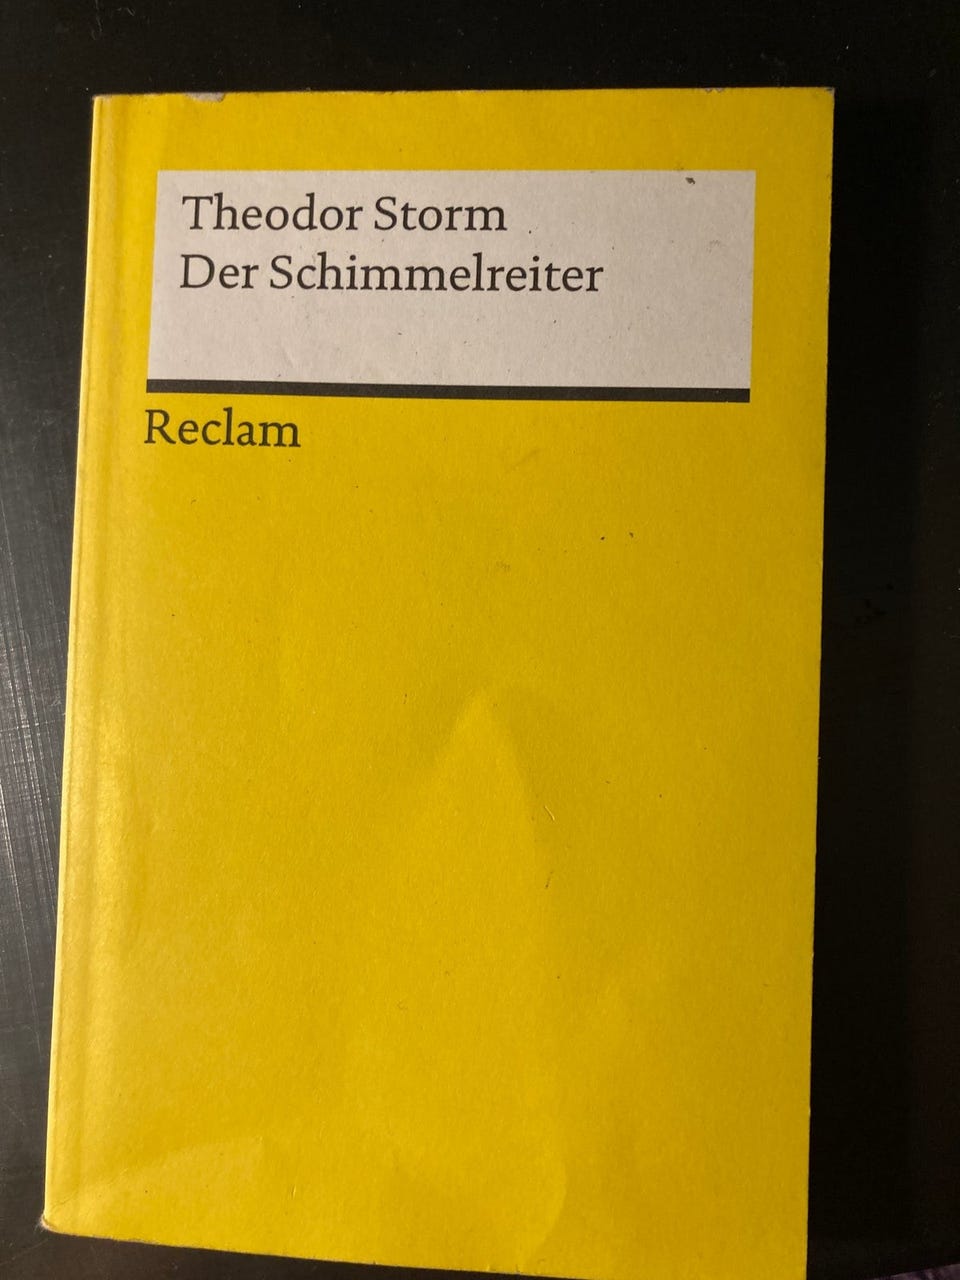 Theodor Storm
Der Schimmelreiter
Reclam